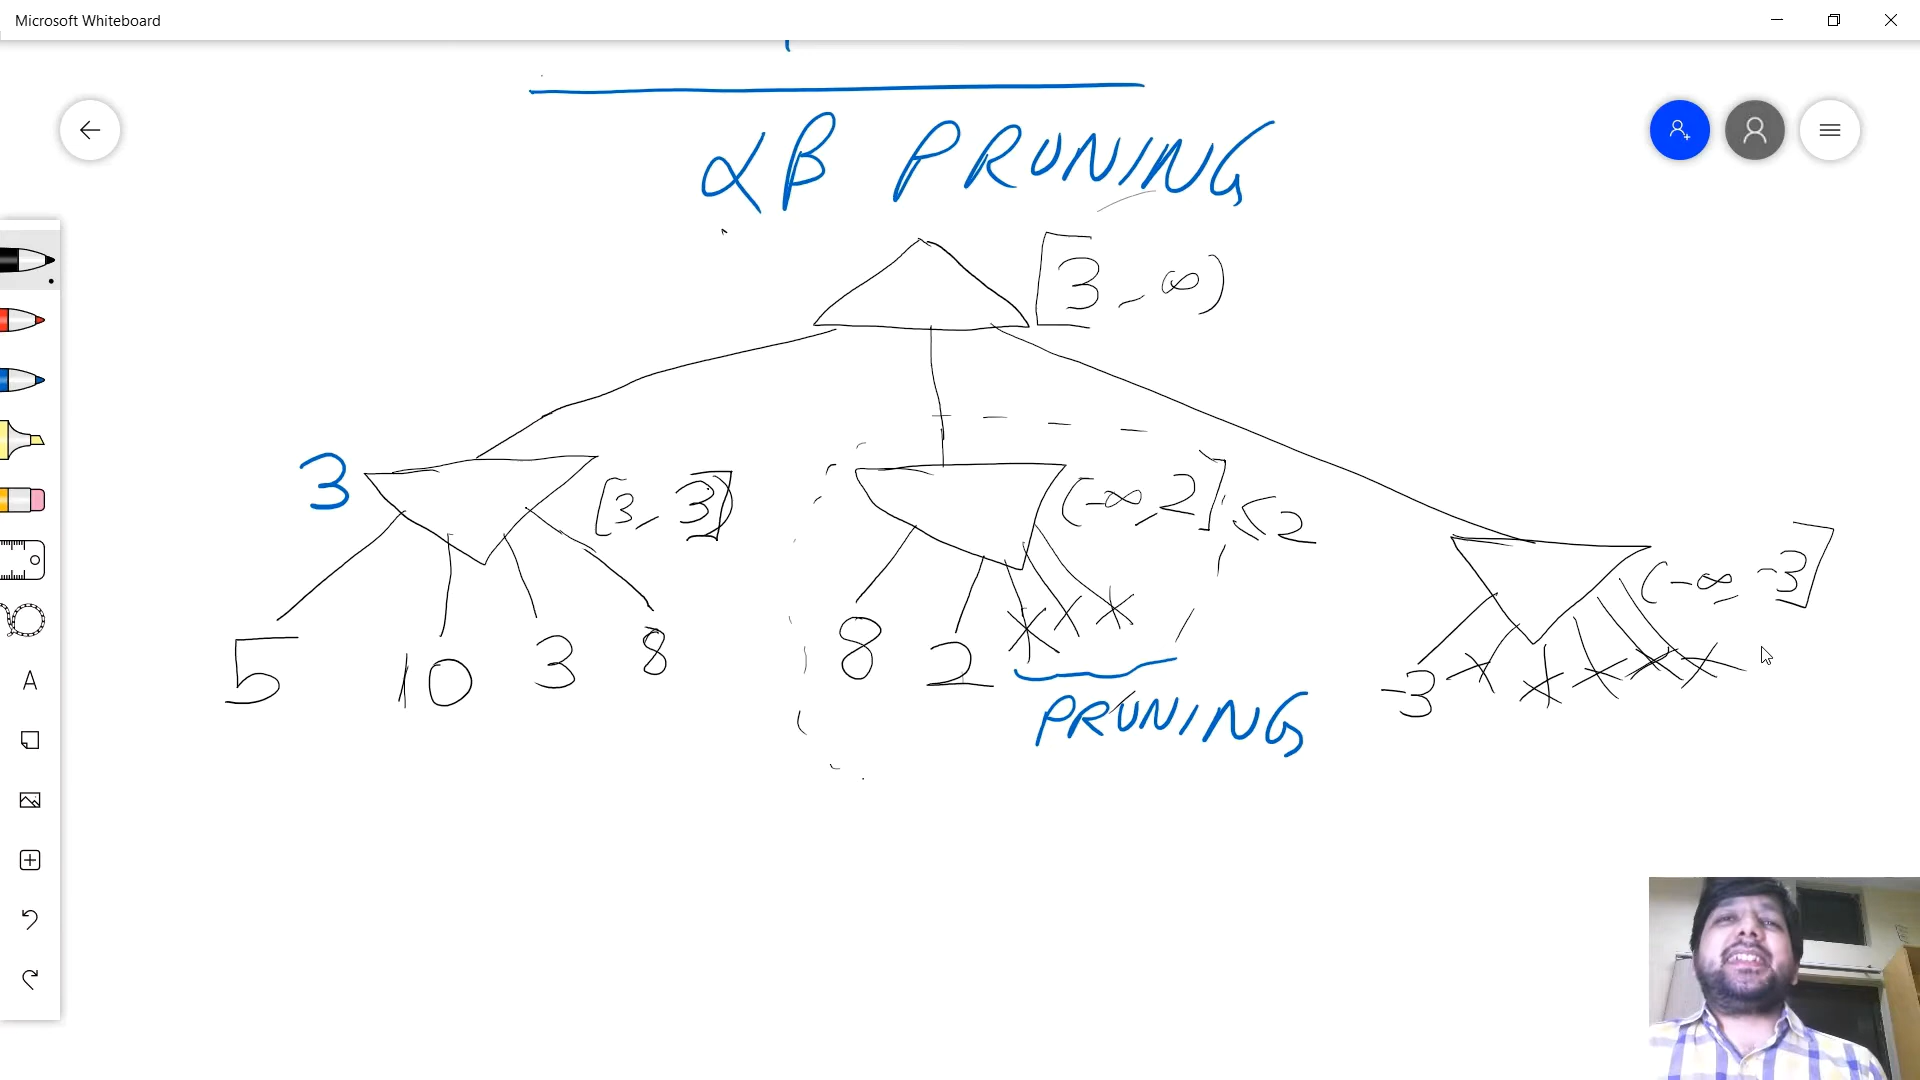 Microsoft Whiteboard
αβ PRUNING
[3, ∞)
3 [3, 3] (-∞, 2] ≤2
(-∞, -3]
5 10 3 8 8 2 X X X
-3 X X X X X
PRUNING
A